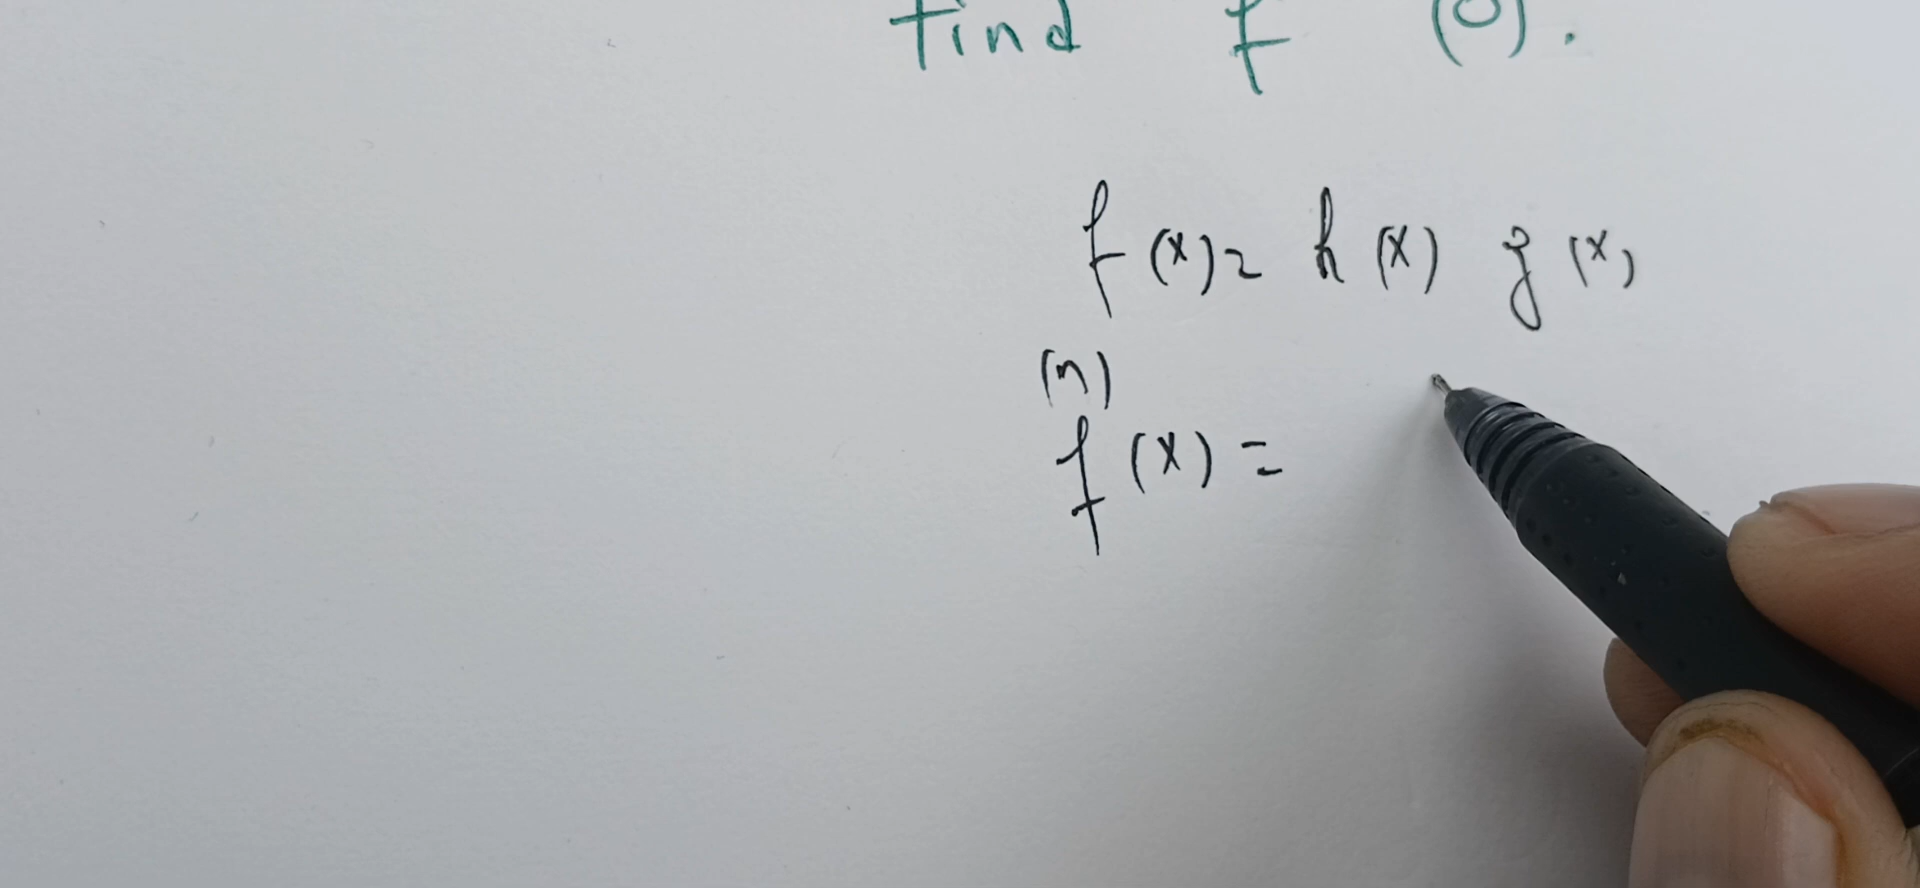 find f (0).
f(x)= h(x) g(x)
(n)
f(x) =